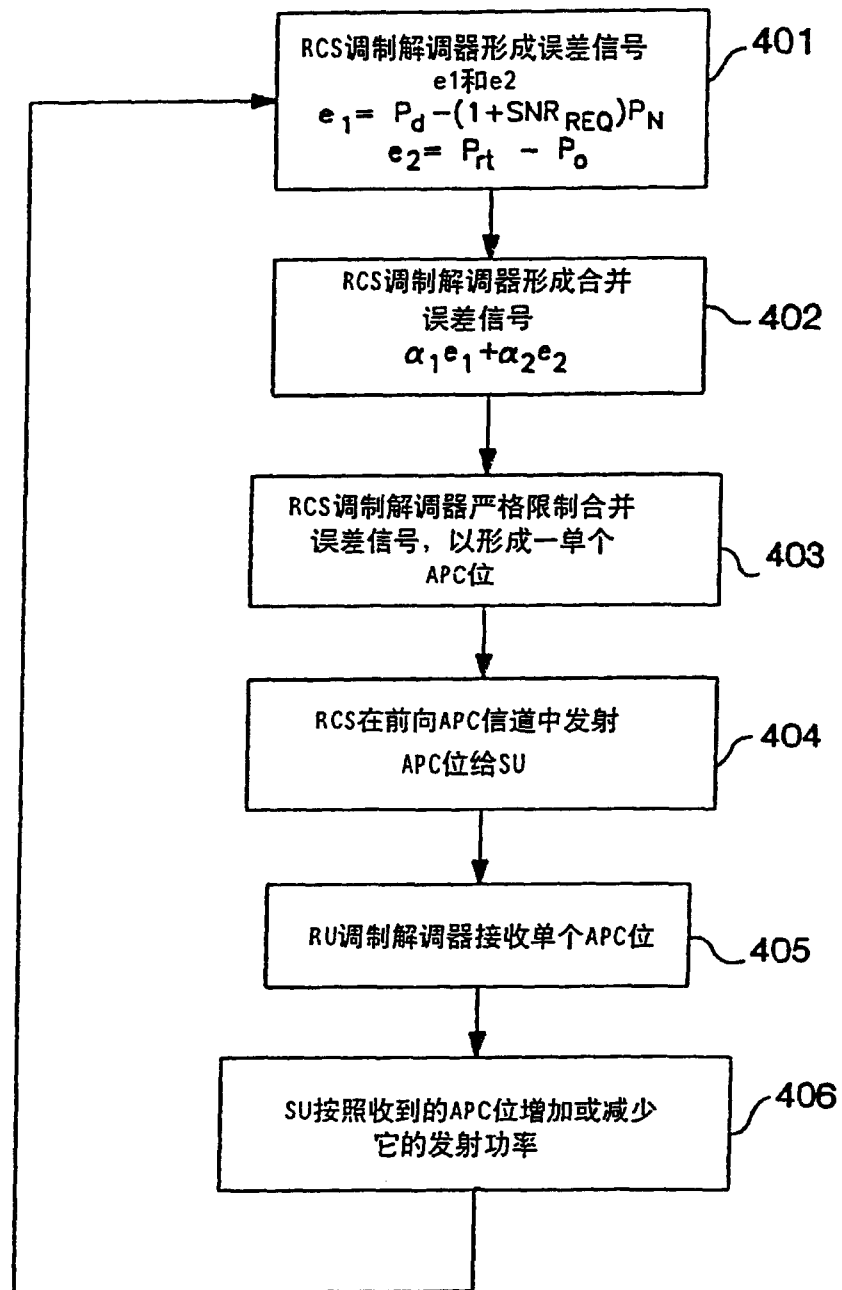 RCS调制解调器形成误差信号
e1和e2
e₁= P_d-(1+SNR_REQ)P_N
e₂= P_rt - P_o
401
RCS调制解调器形成合并
误差信号
α₁e₁+α₂e₂
402
RCS调制解调器严格限制合并
误差信号，以形成一单个
APC位
403
RCS在前向APC信道中发射
APC位给SU
404
RU调制解调器接收单个APC位
405
SU按照收到的APC位增加或减少
它的发射功率
406